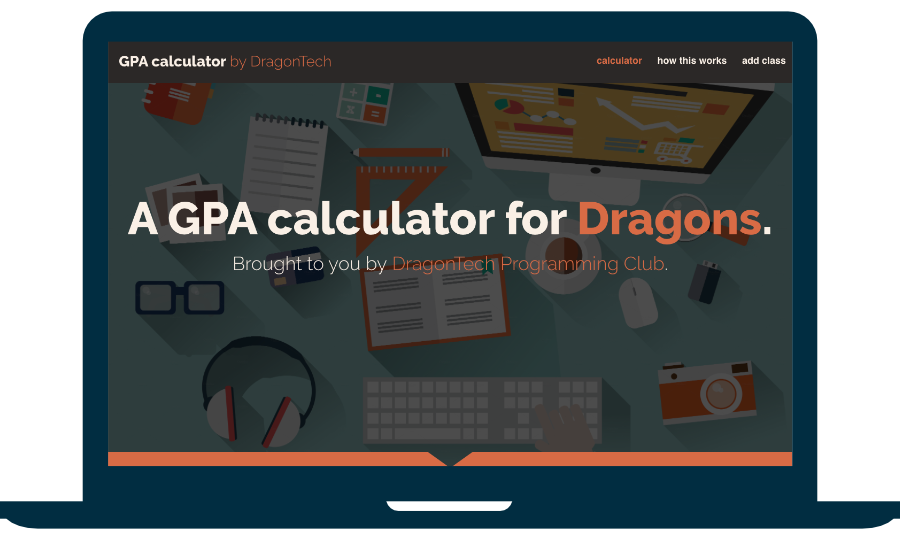 GPA calculator by DragonTech
calculator how this works add class
A GPA calculator for Dragons.
Brought to you by DragonTech Programming Club.